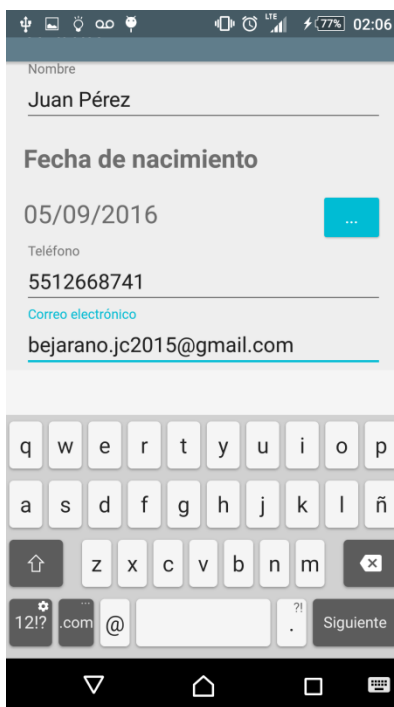 LTE 77% 02:06
Nombre
Juan Pérez
Fecha de nacimiento
05/09/2016 ...
Teléfono
5512668741
Correo electrónico
bejarano.jc2015@gmail.com
q w e r t y u i o p
a s d f g h j k l ñ
z x c v b n m
12!? .com @ ?! . Siguiente